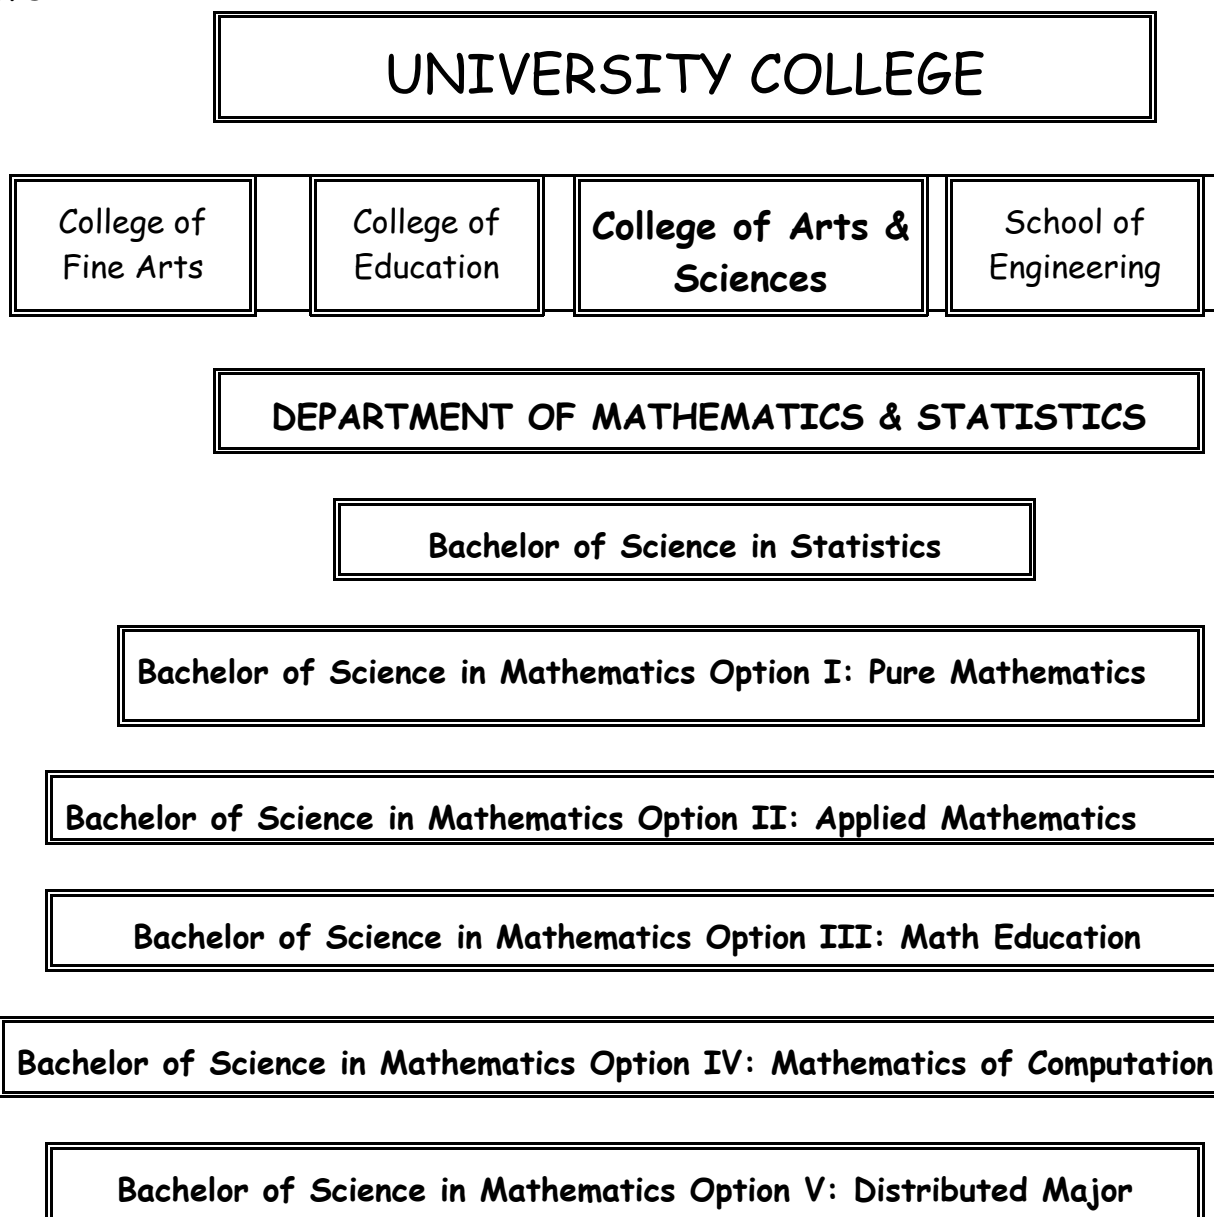 UNIVERSITY COLLEGE
College of
Fine Arts
College of
Education
College of Arts &
Sciences
School of
Engineering
DEPARTMENT OF MATHEMATICS & STATISTICS
Bachelor of Science in Statistics
Bachelor of Science in Mathematics Option I: Pure Mathematics
Bachelor of Science in Mathematics Option II: Applied Mathematics
Bachelor of Science in Mathematics Option III: Math Education
Bachelor of Science in Mathematics Option IV: Mathematics of Computation
Bachelor of Science in Mathematics Option V: Distributed Major